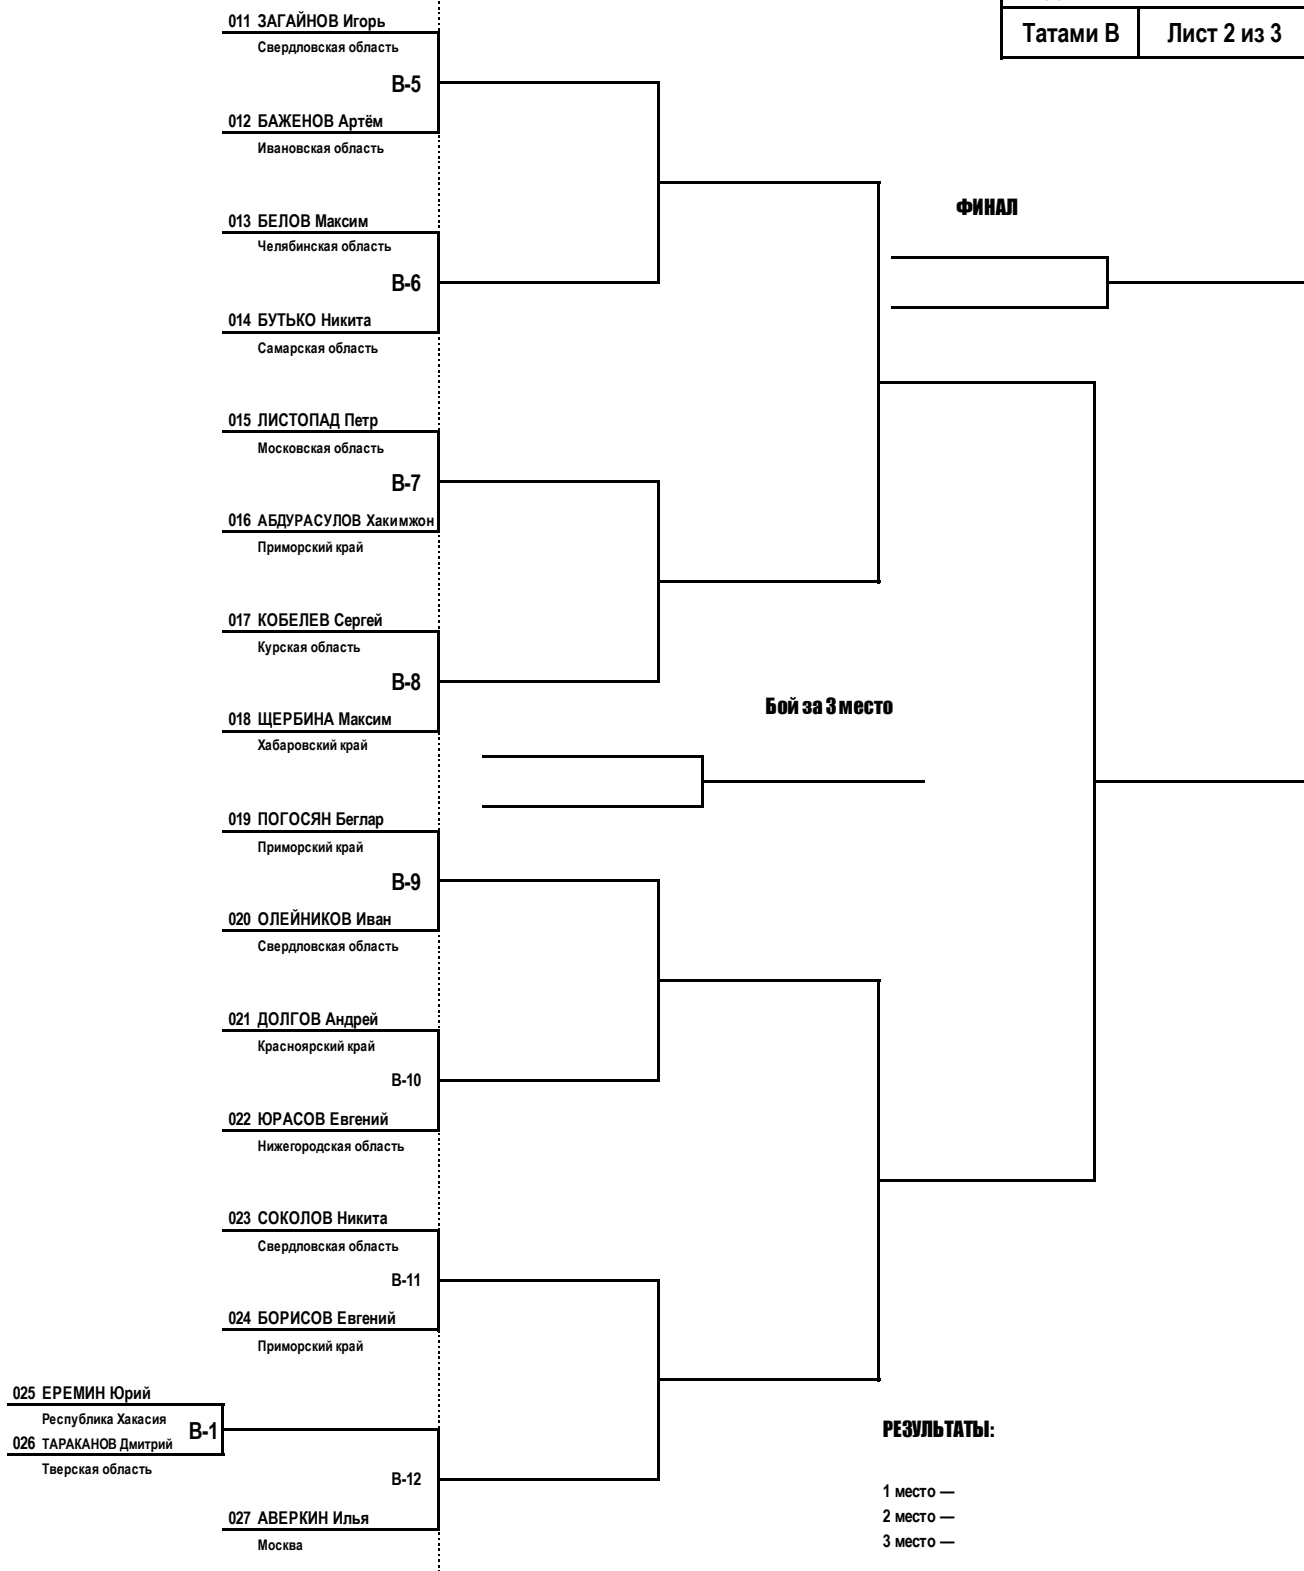 Татами В
Лист 2 из 3
011 ЗАГАЙНОВ Игорь
Свердловская область
В-5
012 БАЖЕНОВ Артём
Ивановская область
013 БЕЛОВ Максим
Челябинская область
В-6
014 БУТЬКО Никита
Самарская область
ФИНАЛ
015 ЛИСТОПАД Петр
Московская область
В-7
016 АБДУРАСУЛОВ Хакимжон
Приморский край
017 КОБЕЛЕВ Сергей
Курская область
В-8
018 ЩЕРБИНА Максим
Хабаровский край
Бой за 3 место
019 ПОГОСЯН Беглар
Приморский край
В-9
020 ОЛЕЙНИКОВ Иван
Свердловская область
021 ДОЛГОВ Андрей
Красноярский край
В-10
022 ЮРАСОВ Евгений
Нижегородская область
023 СОКОЛОВ Никита
Свердловская область
В-11
024 БОРИСОВ Евгений
Приморский край
025 ЕРЕМИН Юрий
Республика Хакасия
В-1
026 ТАРАКАНОВ Дмитрий
Тверская область
В-12
027 АВЕРКИН Илья
Москва
РЕЗУЛЬТАТЫ:
1 место —
2 место —
3 место —